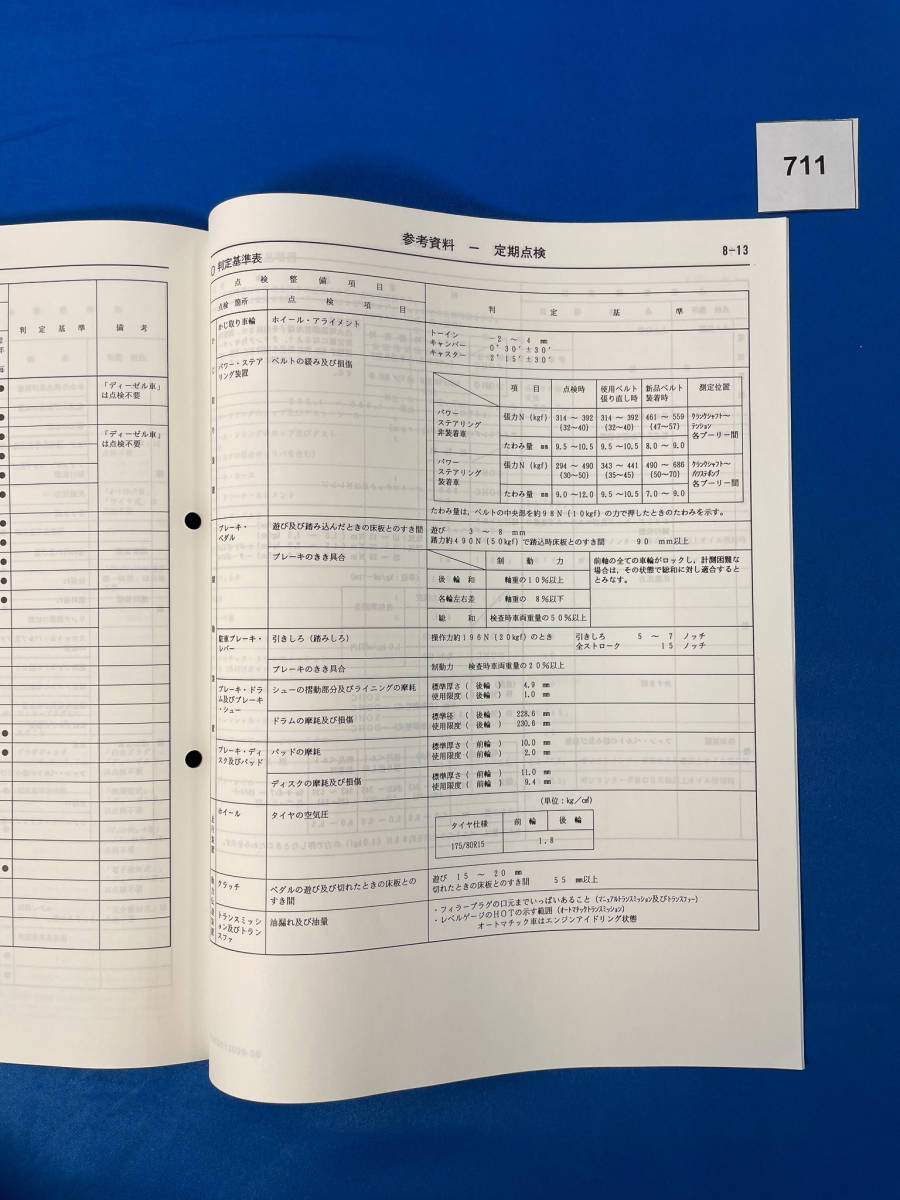 711
判定基準
備考
「ディーゼル車」
は点検不要
「ディーゼル車」
は点検不要
参考資料 － 定期点検
8-13
○ 判定基準表
点検整備項目
点検箇所
点検項目
判定基準
かじ取り車輪
ホイール・アライメント
トーイン －2 ～ 4 mm
キャンバー 0°30′±30′
キャスター 2°15′±30′
パワー・ステア
リング装置
ベルトの緩み及び損傷
項目 点検時 使用ベルト張り直し時 新品ベルト装着時 測定位置
パワーステアリング非装着車
張力N（kgf） 314 ～ 392 (32～40) 314 ～ 392 (32～40) 461 ～ 559 (47～57)
たわみ量 mm 9.5 ～10.5 9.5 ～10.5 8.0 ～ 9.0
クランクシャフト～
テンション
各プーリー間
パワーステアリング装着車
張力N（kgf） 294 ～ 490 (30～50) 343 ～ 441 (35～45) 490 ～ 686 (50～70)
たわみ量 mm 9.0 ～12.0 9.5 ～10.5 7.0 ～ 9.0
クランクシャフト～
パワステポンプ
各プーリー間
たわみ量は、ベルトの中央部を約98N（10kgf）の力で押したときのたわみを示す。
ブレーキ・
ペダル
遊び及び踏み込んだときの床板とのすき間
遊び 3 ～ 8 mm
踏力約490N（50kgf）で踏込時床板とのすき間 90 mm以上
ブレーキのきき具合
制動力
後輪和 軸重の10％以上
各輪左右差 軸重の 8％以下
総和 検査時車両重量の50％以上
前軸の全ての車輪がロックし、計測困難な
場合は、その状態で総和に対し適合すると
とみなす。
駐車ブレーキ・
レバー
引きしろ（踏みしろ）
操作力約196N（20kgf）のとき
引きしろ 5 ～ 7 ノッチ
全ストローク 15 ノッチ
ブレーキのきき具合
制動力 検査時車両重量の20％以上
ブレーキ・ドラ
ム及びブレーキ
・シュー
シューの摺動部分及びライニングの摩耗
標準厚さ（ 後輪 ） 4.9 mm
使用限度（ 後輪 ） 1.0 mm
ドラムの摩耗及び損傷
標準径（ 後輪 ） 228.6 mm
使用限度（ 後輪 ） 230.6 mm
ブレーキ・ディ
スク及びパッド
パッドの摩耗
標準厚さ（ 前輪 ） 10.0 mm
使用限度（ 前輪 ） 2.0 mm
ディスクの摩耗及び損傷
標準厚さ（ 前輪 ） 11.0 mm
使用限度（ 前輪 ） 9.4 mm
ホイール
タイヤの空気圧
（単位：kg／c㎡）
タイヤ仕様 前輪 後輪
175/80R15 1.8
クラッチ
ペダルの遊び及び切れたときの床板との
すき間
遊び 15 ～ 20 mm
切れたときの床板とのすき間 55 mm以上
トランスミッシ
ョン及びトラン
スファ
油漏れ及び油量
・フィラープラグの口元までいっぱいあること（マニュアルトランスミッション及びトランスファー）
・レベルゲージのHOTの示す範囲（オートマチックトランスミッション）
オートマチック車はエンジンアイドリング状態